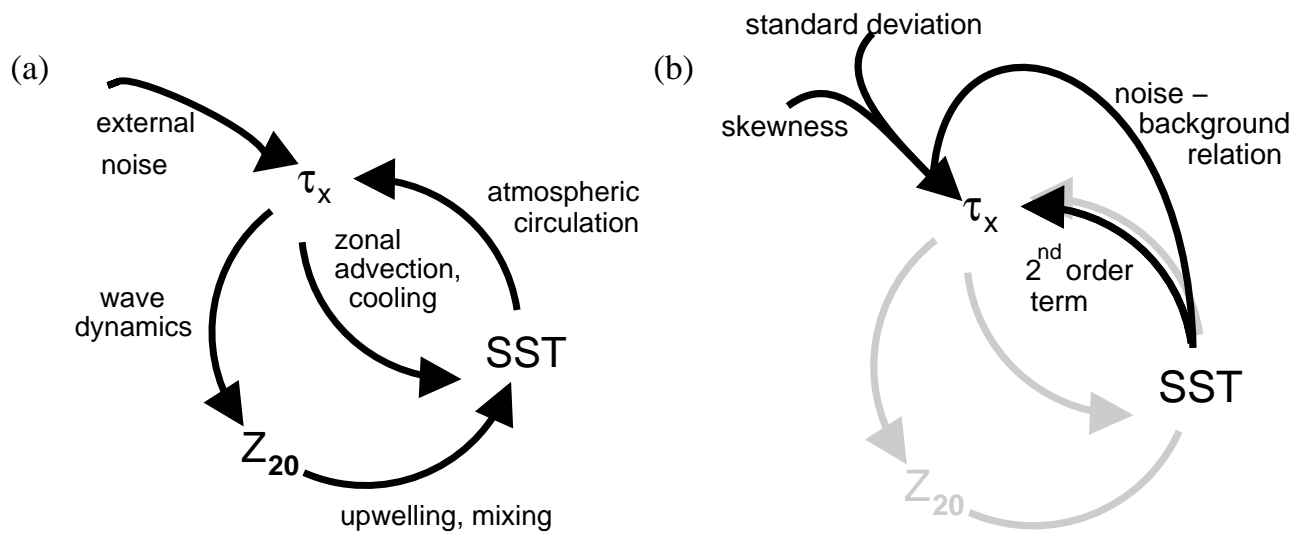 (a)
external
noise
τx
atmospheric
circulation
zonal
advection,
cooling
wave
dynamics
SST
Z20
upwelling, mixing
(b)
standard deviation
skewness
noise –
background
relation
τx
2nd order
term
SST
Z20